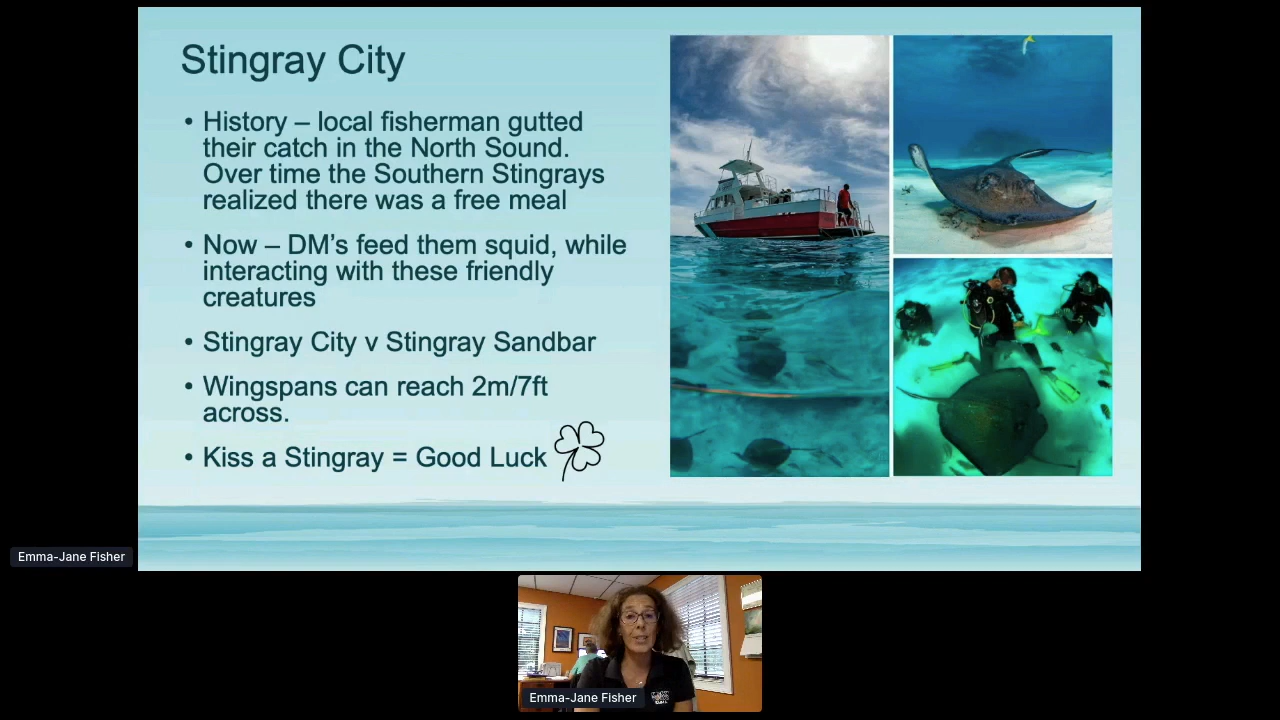 Stingray City
• History – local fisherman gutted
their catch in the North Sound.
Over time the Southern Stingrays
realized there was a free meal
• Now – DM’s feed them squid, while
interacting with these friendly
creatures
• Stingray City v Stingray Sandbar
• Wingspans can reach 2m/7ft
across.
• Kiss a Stingray = Good Luck
Emma-Jane Fisher
Emma-Jane Fisher